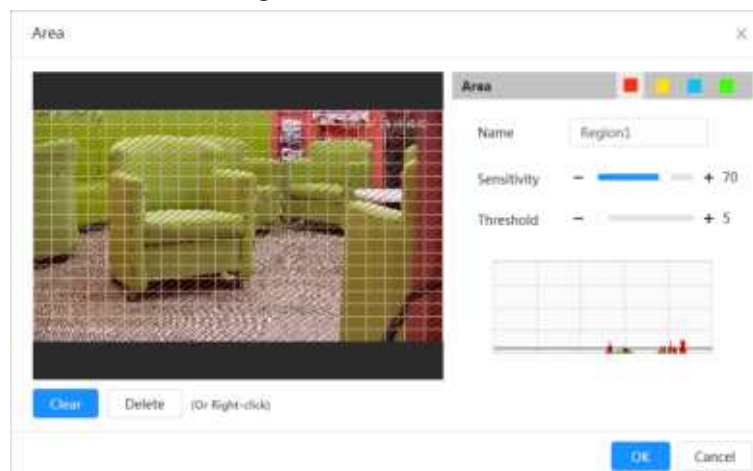 Area
Area
Name Region1
Sensitivity - + 70
Threshold - + 5
Clear Delete (Or Right-click)
OK Cancel